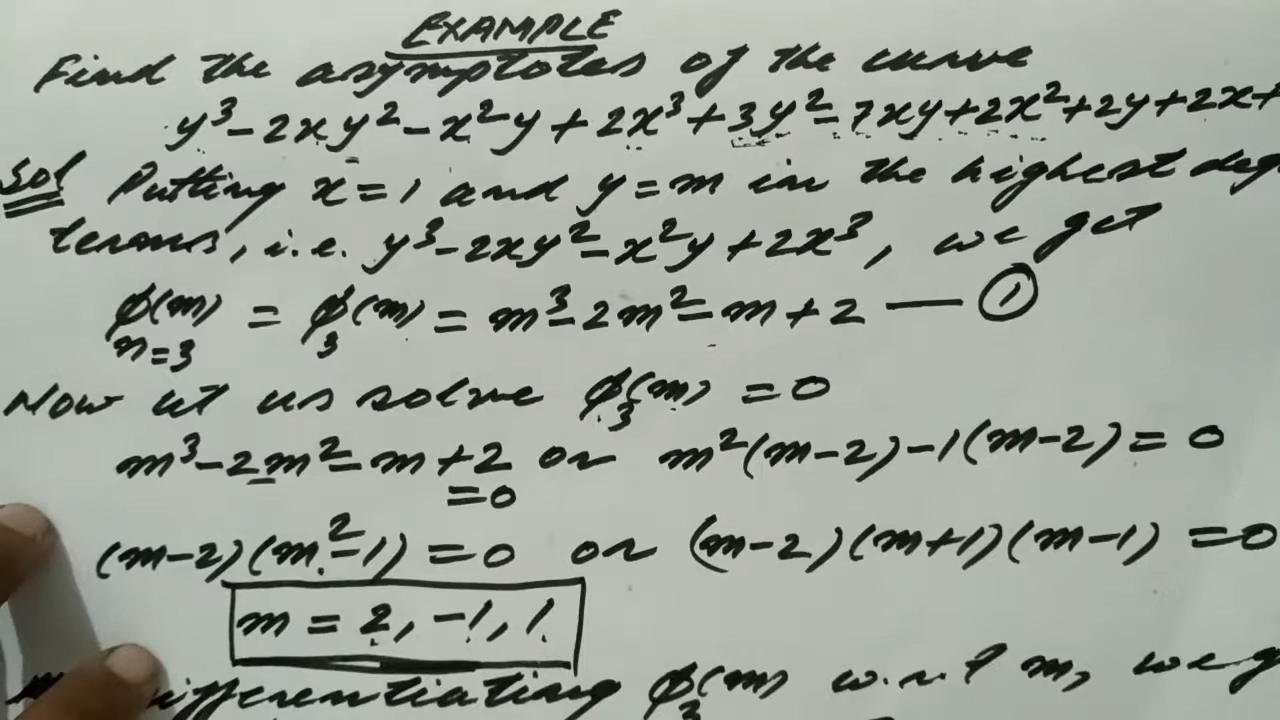 EXAMPLE
Find the asymptotes of the curve
y³-2xy²-x²y+2x³+3y²-7xy+2x²+2y+2x+
Sol Putting x=1 and y=m in the highest deg
terms, i.e. y³-2xy²-x²y+2x³, we get
ϕ(m) = ϕ₃(m) = m³-2m²-m+2 — ①
n=3
Now let us solve ϕ₃(m) = 0
m³-2m²-m+2 or m²(m-2)-1(m-2)=0
=0
(m-2)(m²-1)=0 or (m-2)(m+1)(m-1)=0
m = 2, -1, 1
differentiating ϕ₃(m) w.r.t m, we g